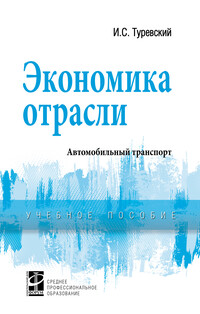 И.С. Туревский
Экономика
отрасли
Автомобильный транспорт
УЧЕБНОЕ ПОСОБИЕ
СРЕДНЕЕ
ПРОФЕССИОНАЛЬНОЕ
ОБРАЗОВАНИЕ